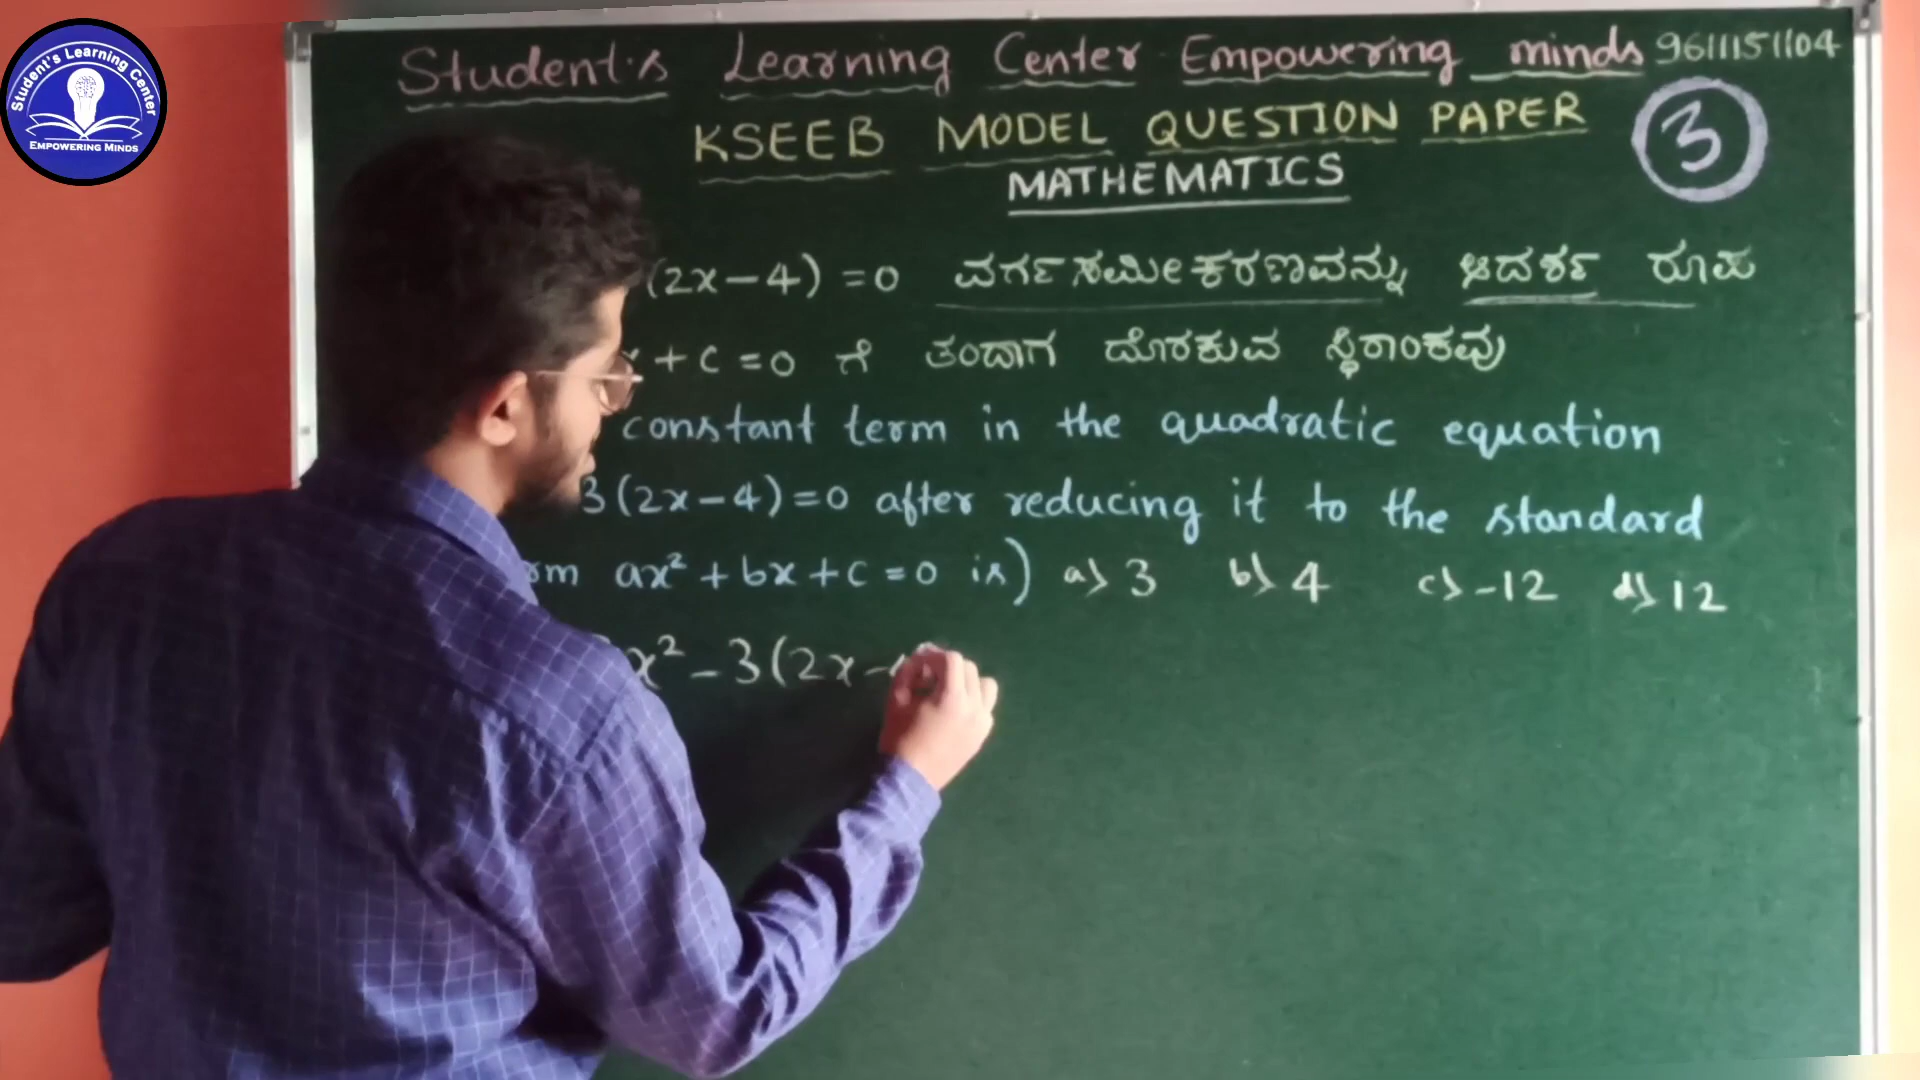 Student's Learning Center
EMPOWERING MINDS
Student's Learning Center Empowering minds 9611151104
KSEEB MODEL QUESTION PAPER
3
MATHEMATICS
(2x-4) =0 ವರ್ಗಸಮೀಕರಣವನ್ನು ಆದರ್ಶ ರೂಪ
+ c = 0 ಗೆ ತಂದಾಗ ದೊರಕುವ ಸ್ಥಿರಾಂಕವು
constant term in the quadratic equation
3(2x-4)=0 after reducing it to the standard
ax² + bx + c = 0 is) a) 3 b) 4 c) -12 d) 12
x² - 3(2x-